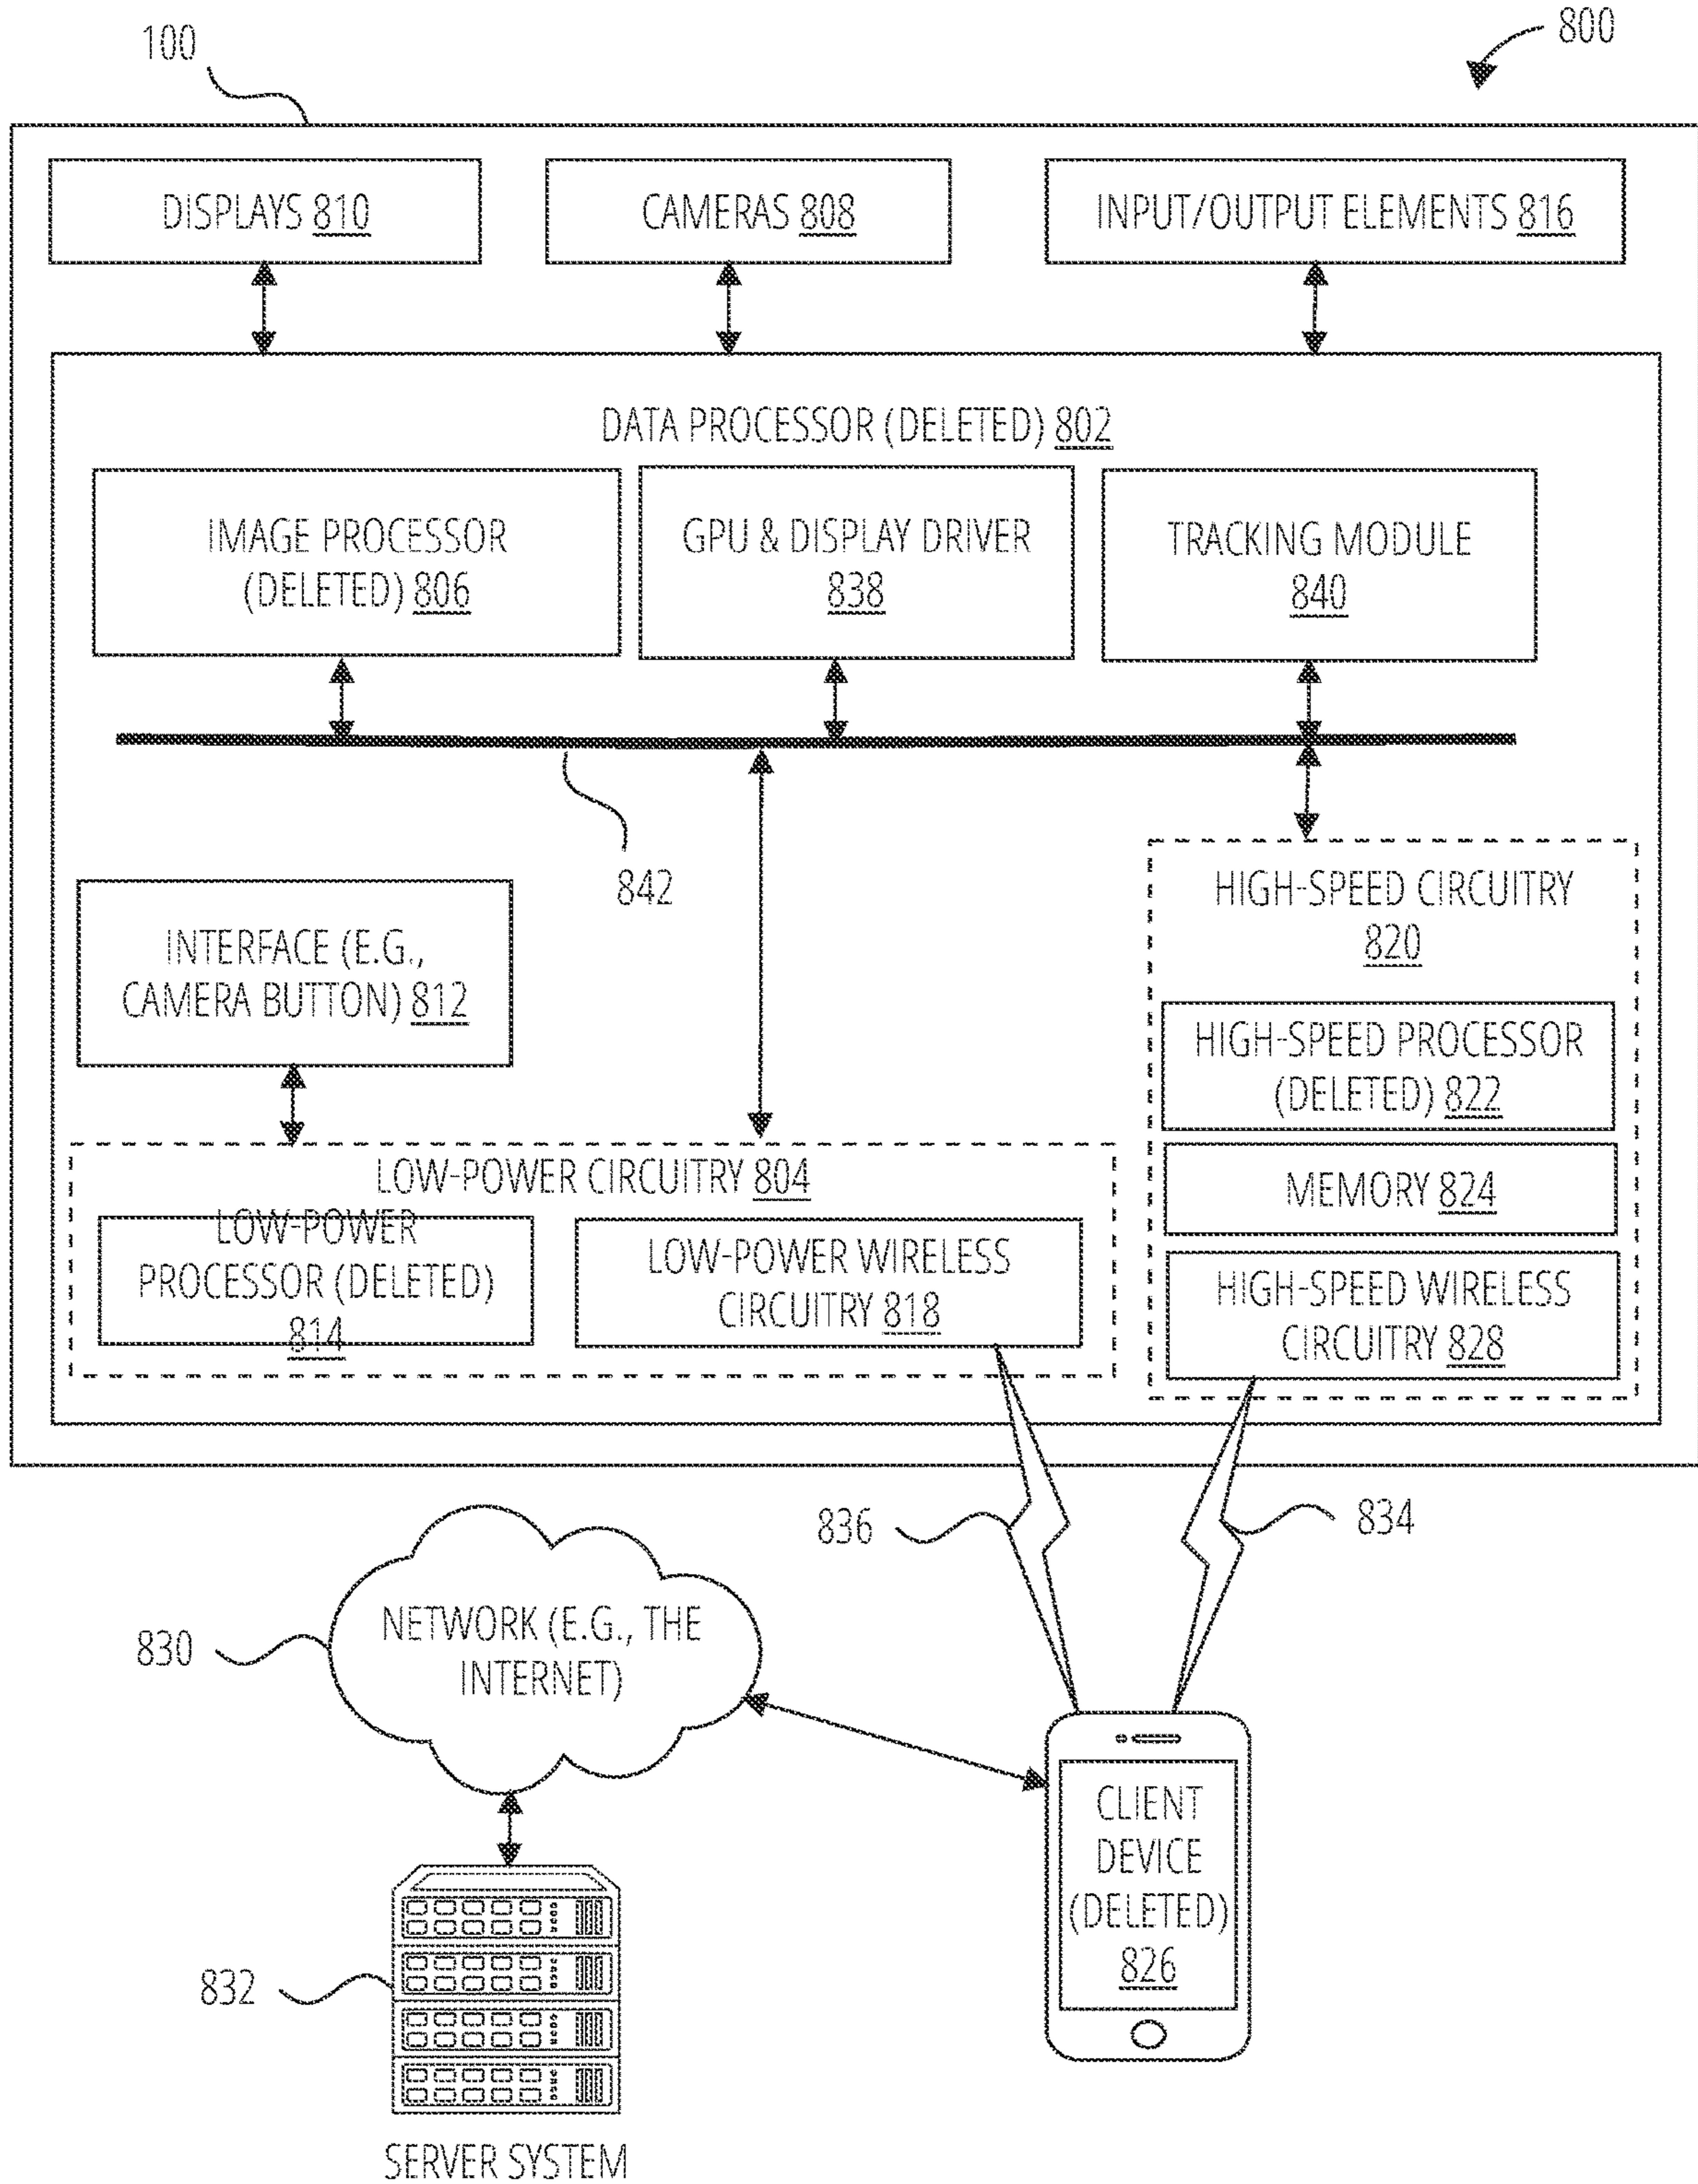 100
800
DISPLAYS 810
CAMERAS 808
INPUT/OUTPUT ELEMENTS 816
DATA PROCESSOR (DELETED) 802
IMAGE PROCESSOR
(DELETED) 806
GPU & DISPLAY DRIVER
838
TRACKING MODULE
840
842
INTERFACE (E.G.,
CAMERA BUTTON) 812
HIGH-SPEED CIRCUITRY
820
HIGH-SPEED PROCESSOR
(DELETED) 822
MEMORY 824
HIGH-SPEED WIRELESS
CIRCUITRY 828
LOW-POWER CIRCUITRY 804
LOW-POWER
PROCESSOR (DELETED)
814
LOW-POWER WIRELESS
CIRCUITRY 818
836
834
830
NETWORK (E.G., THE
INTERNET)
CLIENT
DEVICE
(DELETED)
826
832
SERVER SYSTEM